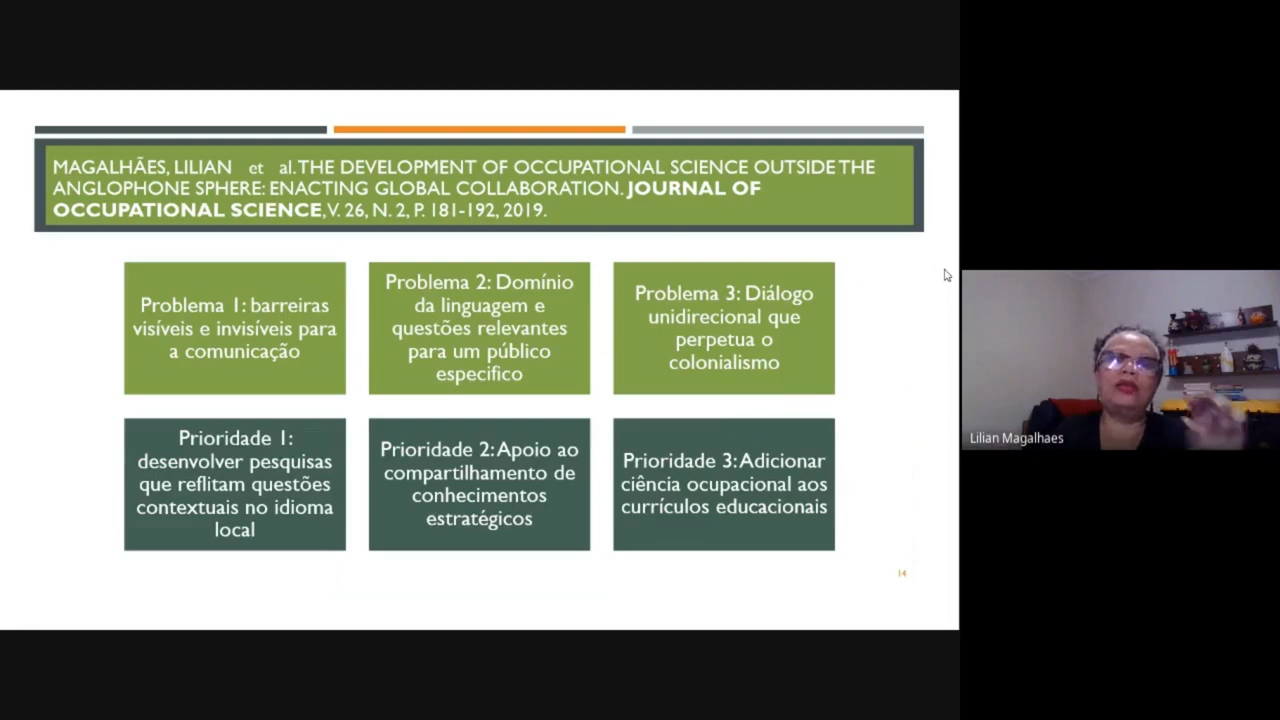 MAGALHÃES, LILIAN et al. THE DEVELOPMENT OF OCCUPATIONAL SCIENCE OUTSIDE THE
ANGLOPHONE SPHERE: ENACTING GLOBAL COLLABORATION. JOURNAL OF
OCCUPATIONAL SCIENCE, V. 26, N. 2, P. 181-192, 2019.
Problema 1: barreiras
visíveis e invisíveis para
a comunicação
Problema 2: Domínio
da linguagem e
questões relevantes
para um público
especifico
Problema 3: Diálogo
unidirecional que
perpetua o
colonialismo
Prioridade 1:
desenvolver pesquisas
que reflitam questões
contextuais no idioma
local
Prioridade 2: Apoio ao
compartilhamento de
conhecimentos
estratégicos
Prioridade 3: Adicionar
ciência ocupacional aos
currículos educacionais
14
Lilian Magalhaes